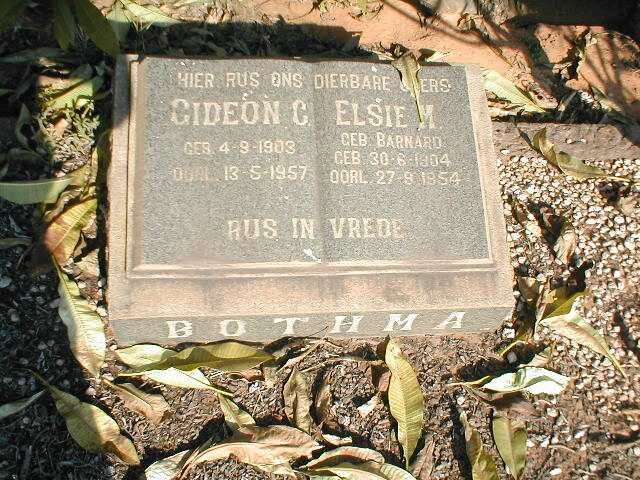 HIER RUS ONS DIERBARE OUERS
GIDEON C. ELSIE M.
GEB. 4-9-1903
OORL. 13-5-1957
GEB. BARNARD
GEB. 30-6-1904
OORL. 27-9-1954
RUS IN VREDE
BOTHMA